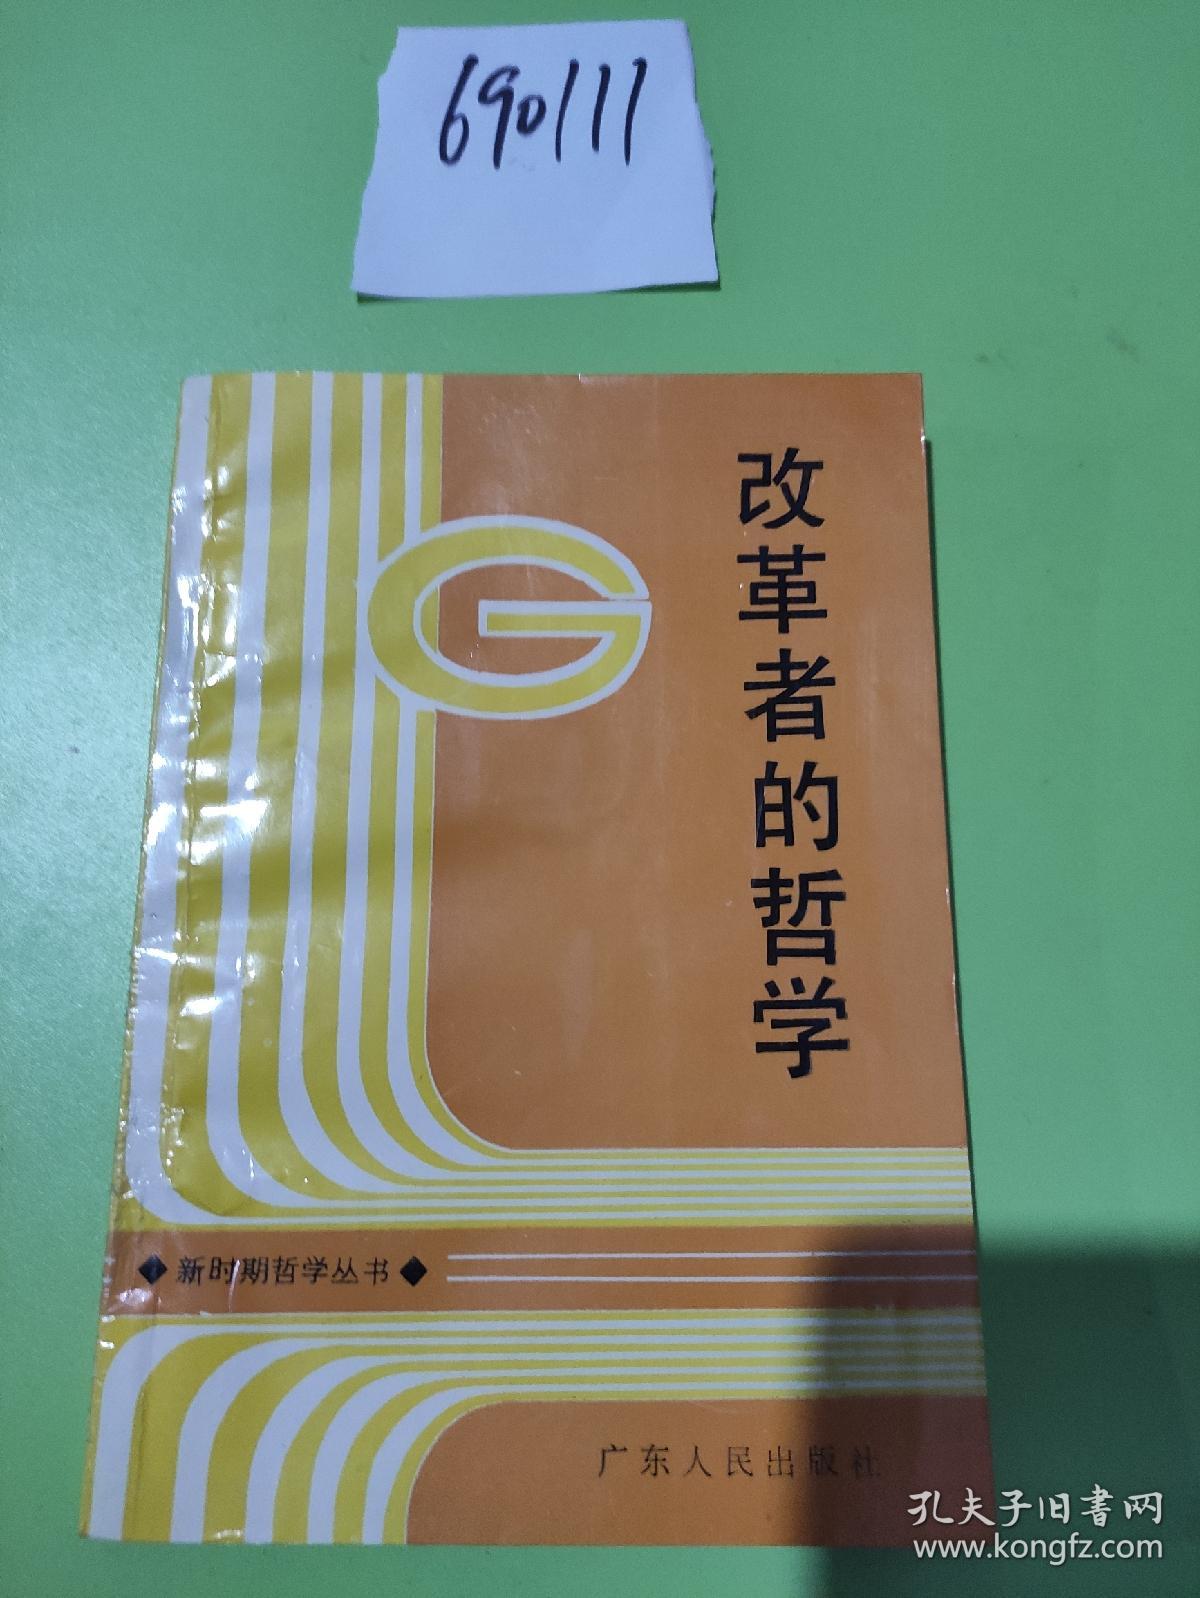 690111
G
改革者的哲学
◆新时期哲学丛书◆
广东人民出版社
孔夫子旧书网
www.kongfz.com